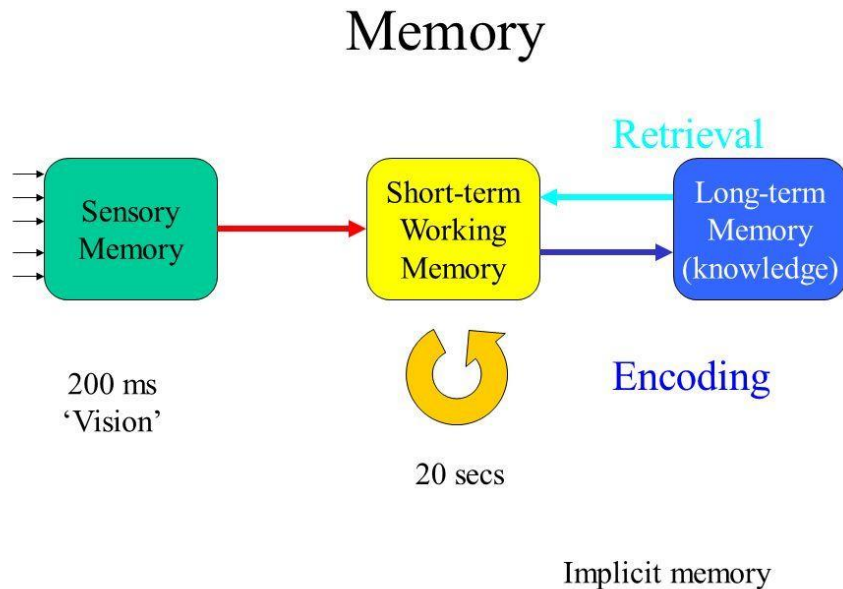 Memory
Retrieval
Sensory
Memory
Short-term
Working
Memory
Long-term
Memory
(knowledge)
200 ms
‘Vision’
20 secs
Encoding
Implicit memory